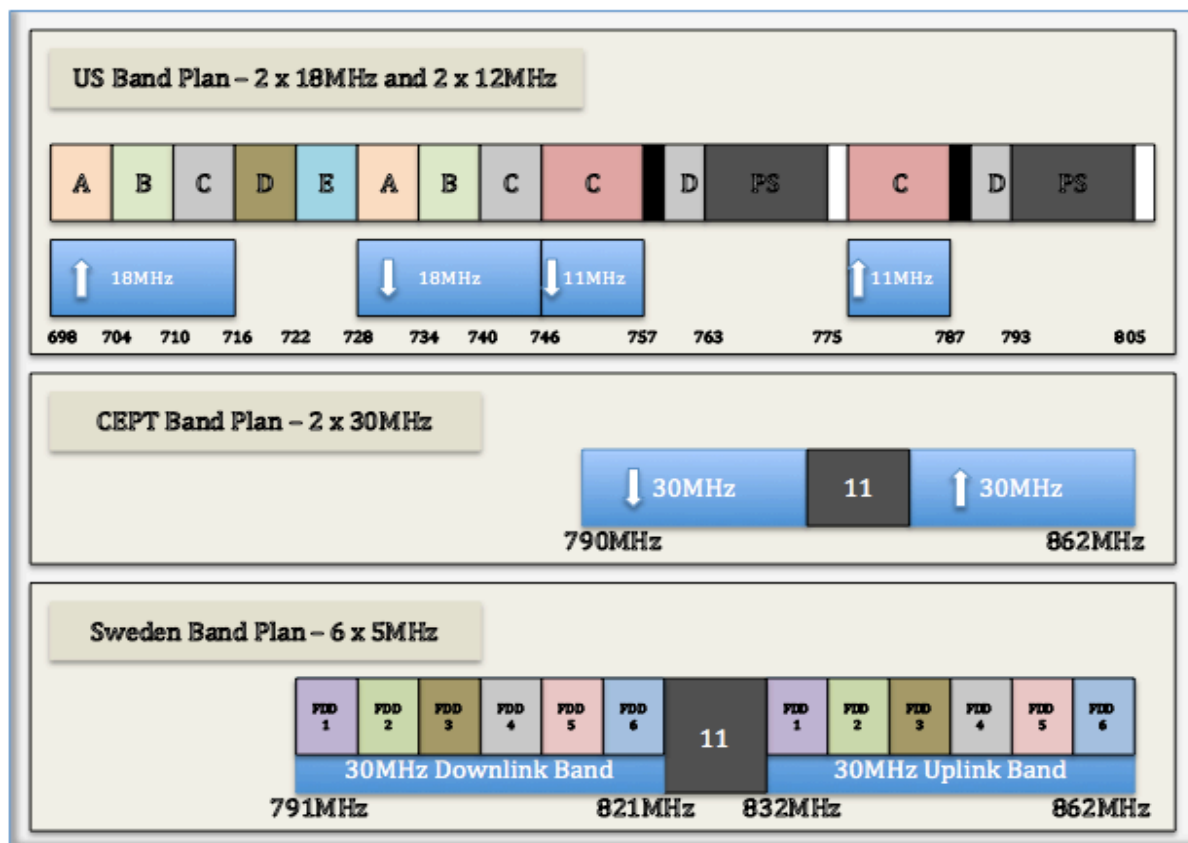 US Band Plan – 2 x 18MHz and 2 x 12MHz
A B C D E A B C C D PS C D PS
18MHz 18MHz 11MHz 11MHz
698 704 710 716 722 728 734 740 746 757 763 775 787 793 805
CEPT Band Plan – 2 x 30MHz
30MHz 11 30MHz
790MHz 862MHz
Sweden Band Plan – 6 x 5MHz
FDD 1 FDD 2 FDD 3 FDD 4 FDD 5 FDD 6 11 FDD 1 FDD 2 FDD 3 FDD 4 FDD 5 FDD 6
30MHz Downlink Band 30MHz Uplink Band
791MHz 821MHz 832MHz 862MHz